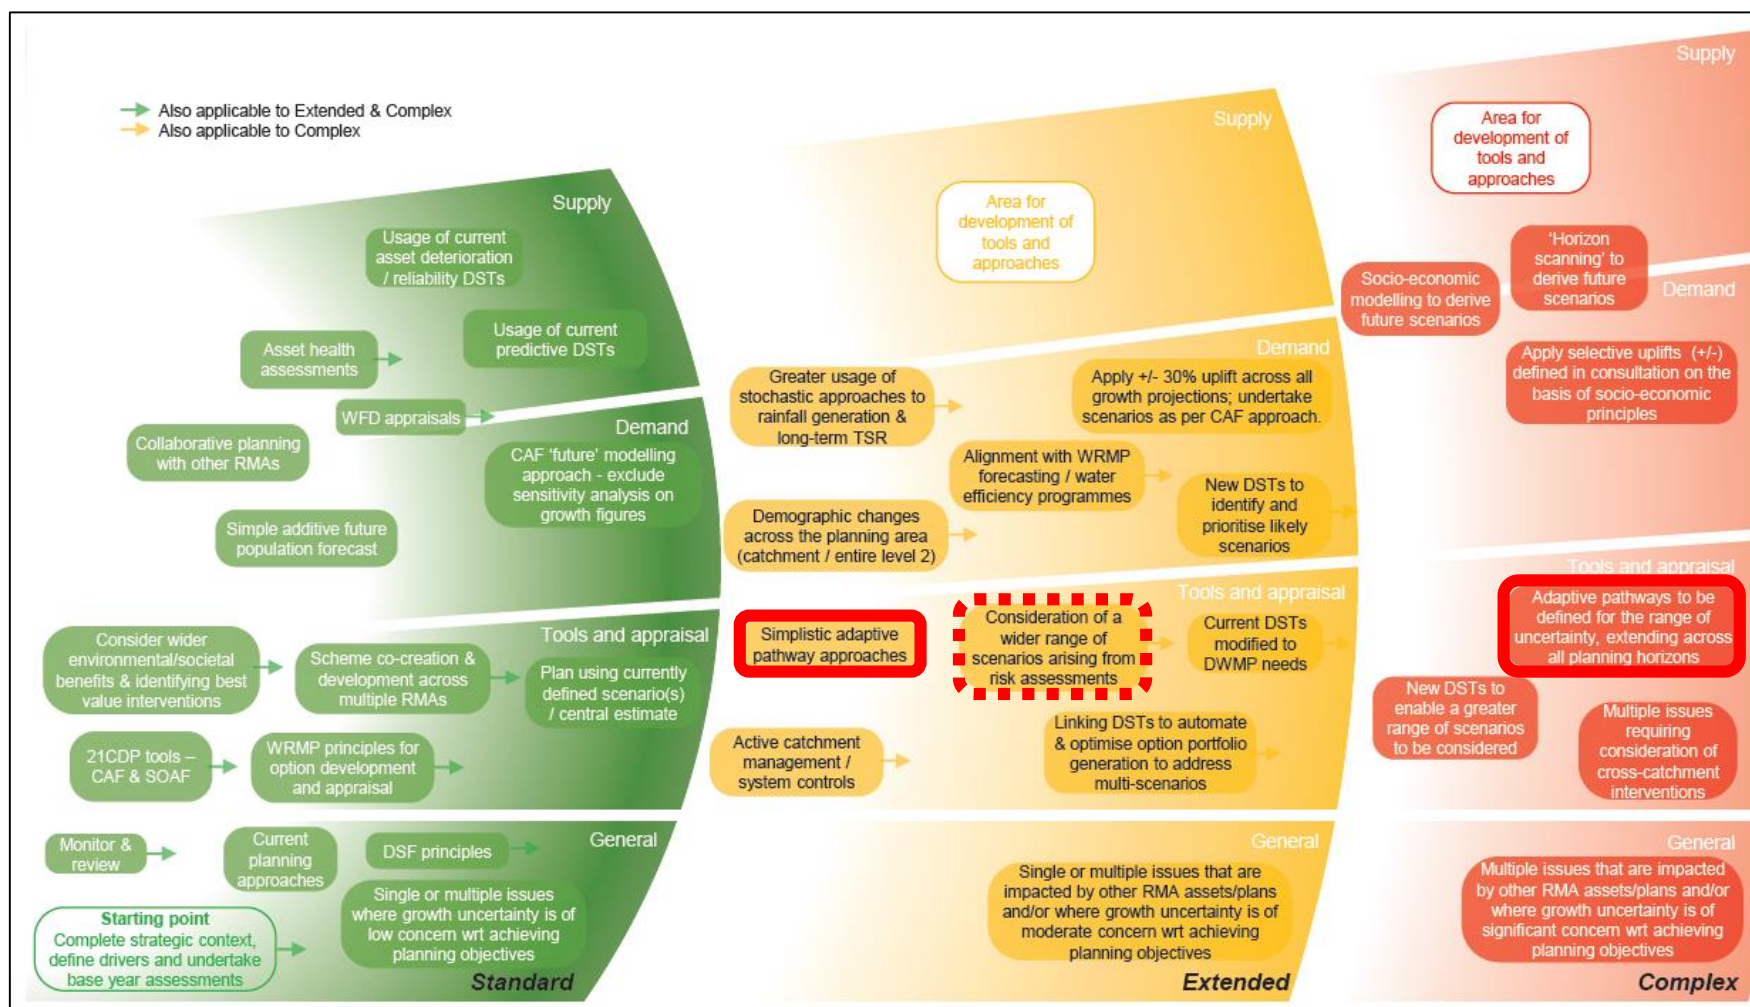 Also applicable to Extended & Complex
Also applicable to Complex
Supply
Usage of current
asset deterioration
/ reliability DSTs
Usage of current
predictive DSTs
Asset health
assessments
WFD appraisals
Demand
Collaborative planning
with other RMAs
CAF 'future' modelling
approach - exclude
sensitivity analysis on
growth figures
Simple additive future
population forecast
Tools and appraisal
Consider wider
environmental/societal
benefits & identifying best
value interventions
Scheme co-creation &
development across
multiple RMAs
Plan using currently
defined scenario(s)
/ central estimate
21CDP tools –
CAF & SOAF
WRMP principles for
option development
and appraisal
General
Monitor &
review
Current
planning
approaches
DSF principles
Starting point
Complete strategic context,
define drivers and undertake
base year assessments
Single or multiple issues
where growth uncertainty is of
low concern wrt achieving
planning objectives
Standard
Supply
Area for
development of
tools and
approaches
Demand
Greater usage of
stochastic approaches to
rainfall generation &
long-term TSR
Apply +/- 30% uplift across all
growth projections; undertake
scenarios as per CAF approach.
Alignment with WRMP
forecasting / water
efficiency programmes
New DSTs to
identify and
prioritise likely
scenarios
Demographic changes
across the planning area
(catchment / entire level 2)
Tools and appraisal
Simplistic adaptive
pathway approaches
Consideration of a
wider range of
scenarios arising from
risk assessments
Current DSTs
modified to
DWMP needs
Active catchment
management /
system controls
Linking DSTs to automate
& optimise option portfolio
generation to address
multi-scenarios
General
Single or multiple issues that are
impacted by other RMA assets/plans
and/or where growth uncertainty is of
moderate concern wrt achieving
planning objectives
Extended
Supply
Area for
development of
tools and
approaches
'Horizon
scanning' to
derive future
scenarios
Socio-economic
modelling to derive
future scenarios
Demand
Apply selective uplifts (+/-)
defined in consultation on the
basis of socio-economic
principles
Tools and appraisal
Adaptive pathways to be
defined for the range of
uncertainty, extending across
all planning horizons
New DSTs to
enable a greater
range of scenarios
to be considered
Multiple issues
requiring
consideration of
cross-catchment
interventions
General
Multiple issues that are impacted
by other RMA assets/plans and/or
where growth uncertainty is of
significant concern wrt achieving
planning objectives
Complex